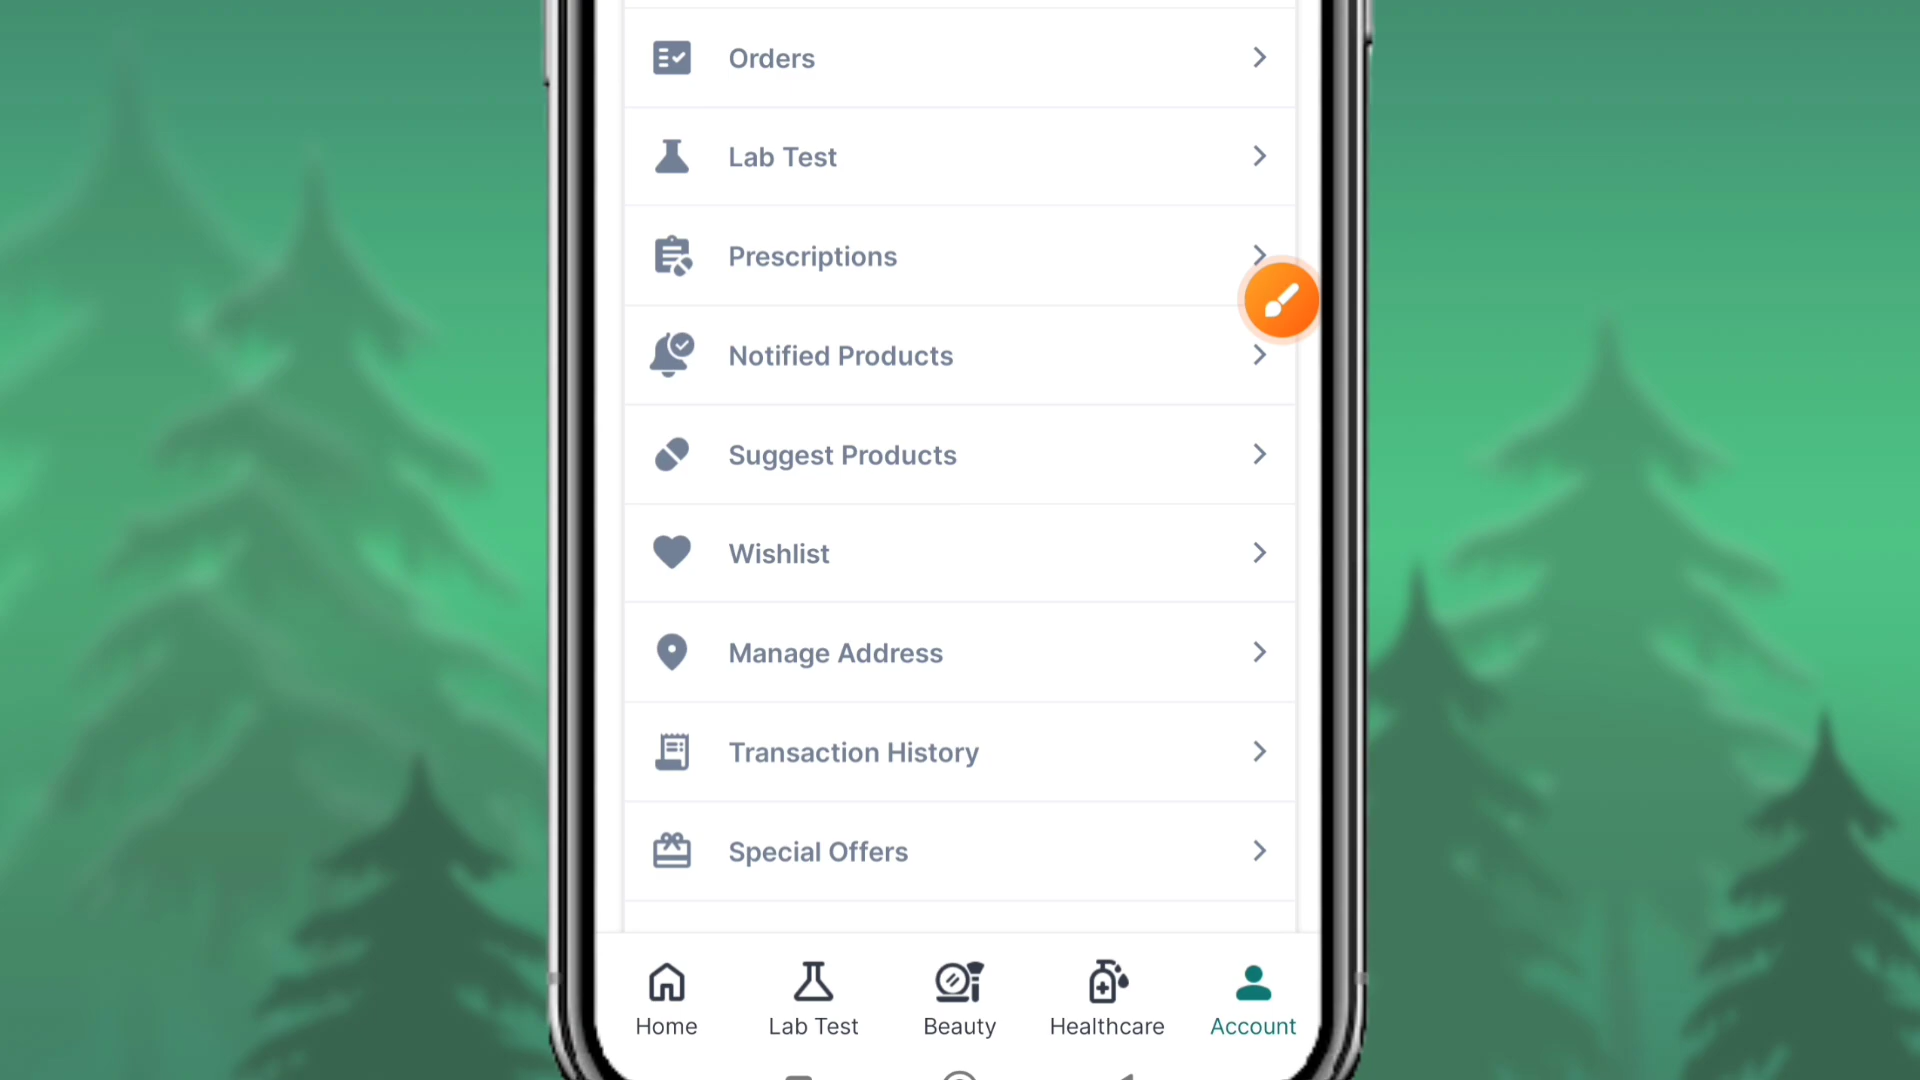 Orders
Lab Test
Prescriptions
Notified Products
Suggest Products
Wishlist
Manage Address
Transaction History
Special Offers
Home
Lab Test
Beauty
Healthcare
Account